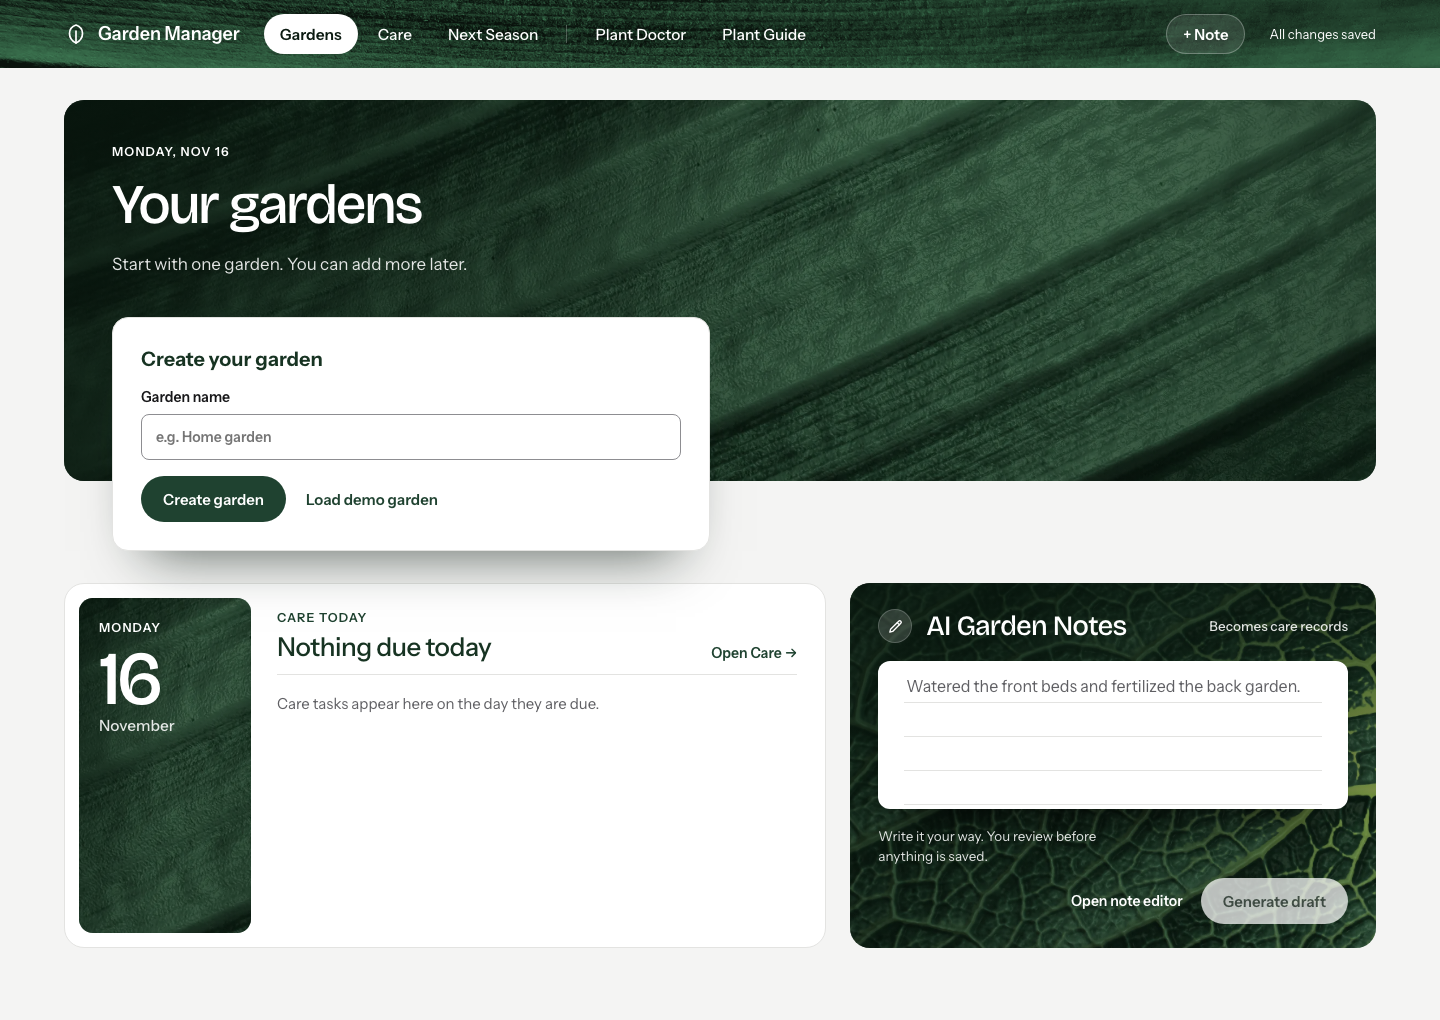 Garden Manager
Gardens
Care
Next Season
Plant Doctor
Plant Guide
+ Note
All changes saved
MONDAY, NOV 16
Your gardens
Start with one garden. You can add more later.
Create your garden
Garden name
e.g. Home garden
Create garden
Load demo garden
MONDAY
16
November
CARE TODAY
Nothing due today
Open Care →
Care tasks appear here on the day they are due.
AI Garden Notes
Becomes care records
Watered the front beds and fertilized the back garden.
Write it your way. You review before
anything is saved.
Open note editor
Generate draft